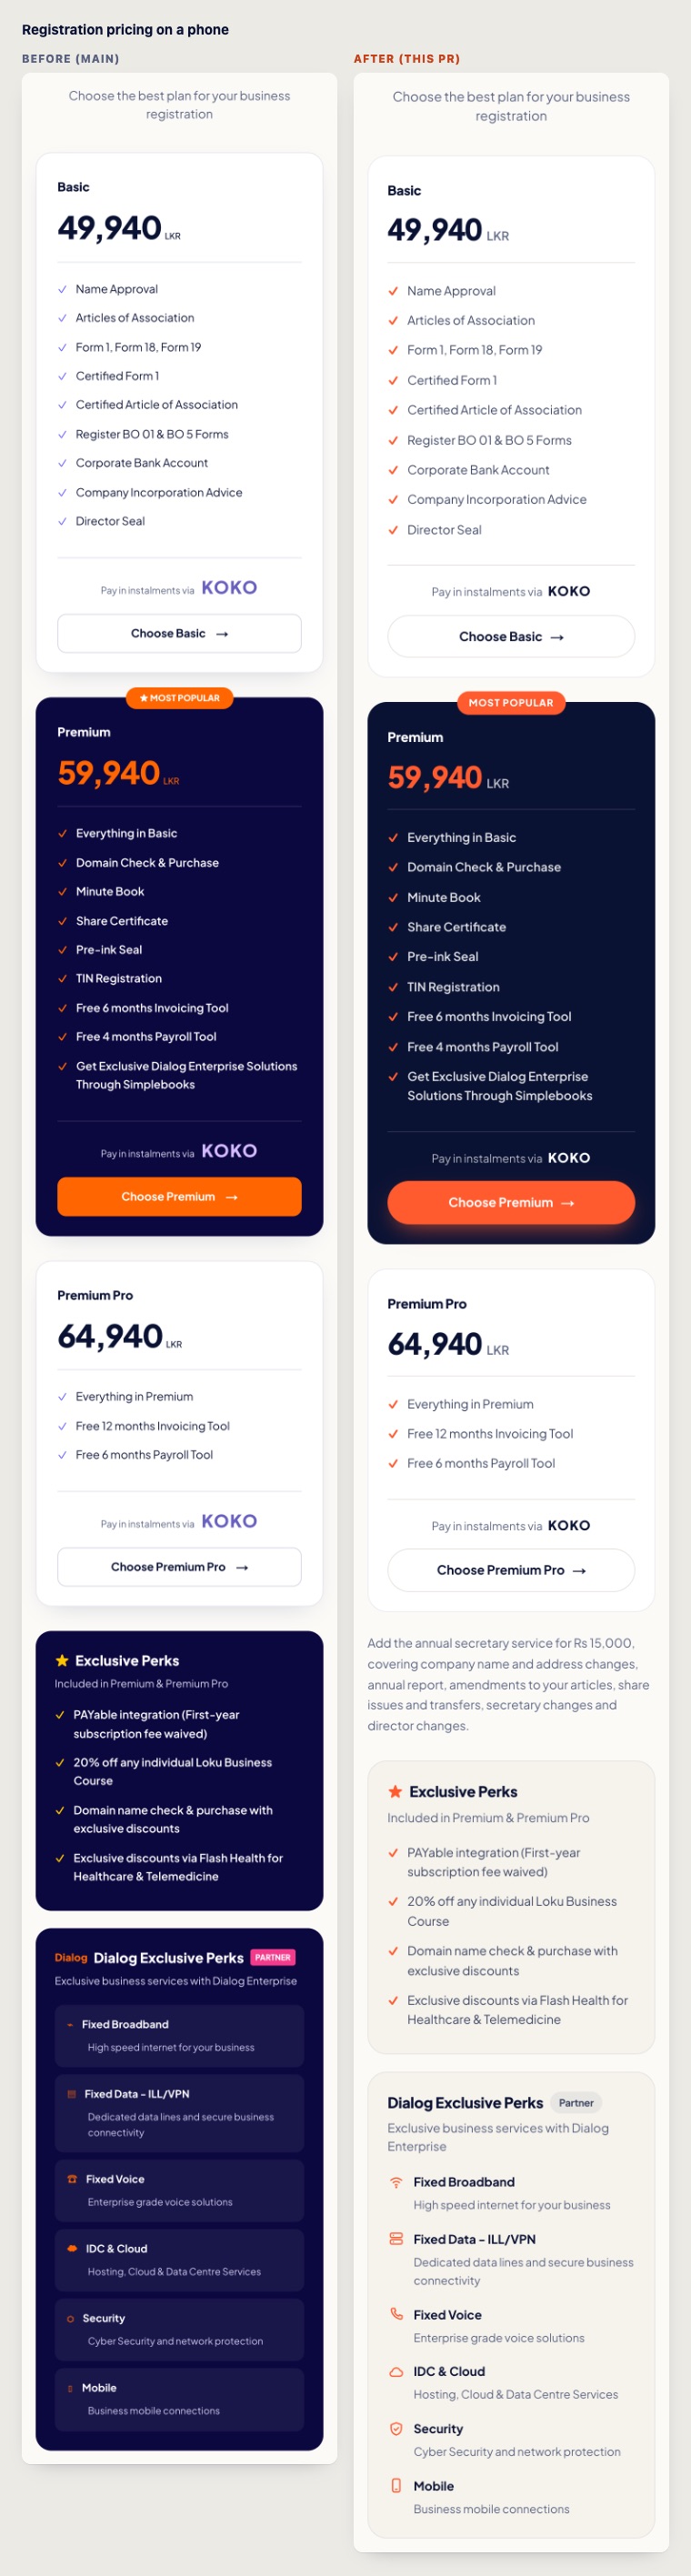 Registration pricing on a phone
BEFORE (MAIN)
Choose the best plan for your business
registration
Basic
49,940 LKR
Name Approval
Articles of Association
Form 1, Form 18, Form 19
Certified Form 1
Certified Article of Association
Register BO 01 & BO 5 Forms
Corporate Bank Account
Company Incorporation Advice
Director Seal
Pay in instalments via KOKO
Choose Basic →
★ MOST POPULAR
Premium
59,940 LKR
Everything in Basic
Domain Check & Purchase
Minute Book
Share Certificate
Pre-ink Seal
TIN Registration
Free 6 months Invoicing Tool
Free 4 months Payroll Tool
Get Exclusive Dialog Enterprise Solutions
Through Simplebooks
Pay in instalments via KOKO
Choose Premium →
Premium Pro
64,940 LKR
Everything in Premium
Free 12 months Invoicing Tool
Free 6 months Payroll Tool
Pay in instalments via KOKO
Choose Premium Pro →
Exclusive Perks
Included in Premium & Premium Pro
PAYable integration (First-year
subscription fee waived)
20% off any individual Loku Business
Course
Domain name check & purchase with
exclusive discounts
Exclusive discounts via Flash Health for
Healthcare & Telemedicine
Dialog Dialog Exclusive Perks PARTNER
Exclusive business services with Dialog Enterprise
Fixed Broadband
High speed internet for your business
Fixed Data - ILL/VPN
Dedicated data lines and secure business
connectivity
Fixed Voice
Enterprise grade voice solutions
IDC & Cloud
Hosting, Cloud & Data Centre Services
Security
Cyber Security and network protection
Mobile
Business mobile connections
AFTER (THIS PR)
Choose the best plan for your business
registration
Basic
49,940 LKR
Name Approval
Articles of Association
Form 1, Form 18, Form 19
Certified Form 1
Certified Article of Association
Register BO 01 & BO 5 Forms
Corporate Bank Account
Company Incorporation Advice
Director Seal
Pay in instalments via KOKO
Choose Basic →
MOST POPULAR
Premium
59,940 LKR
Everything in Basic
Domain Check & Purchase
Minute Book
Share Certificate
Pre-ink Seal
TIN Registration
Free 6 months Invoicing Tool
Free 4 months Payroll Tool
Get Exclusive Dialog Enterprise
Solutions Through Simplebooks
Pay in instalments via KOKO
Choose Premium →
Premium Pro
64,940 LKR
Everything in Premium
Free 12 months Invoicing Tool
Free 6 months Payroll Tool
Pay in instalments via KOKO
Choose Premium Pro →
Add the annual secretary service for Rs 15,000,
covering company name and address changes,
annual report, amendments to your articles, share
issues and transfers, secretary changes and
director changes.
Exclusive Perks
Included in Premium & Premium Pro
PAYable integration (First-year
subscription fee waived)
20% off any individual Loku Business
Course
Domain name check & purchase with
exclusive discounts
Exclusive discounts via Flash Health for
Healthcare & Telemedicine
Dialog Exclusive Perks Partner
Exclusive business services with Dialog
Enterprise
Fixed Broadband
High speed internet for your business
Fixed Data - ILL/VPN
Dedicated data lines and secure business
connectivity
Fixed Voice
Enterprise grade voice solutions
IDC & Cloud
Hosting, Cloud & Data Centre Services
Security
Cyber Security and network protection
Mobile
Business mobile connections